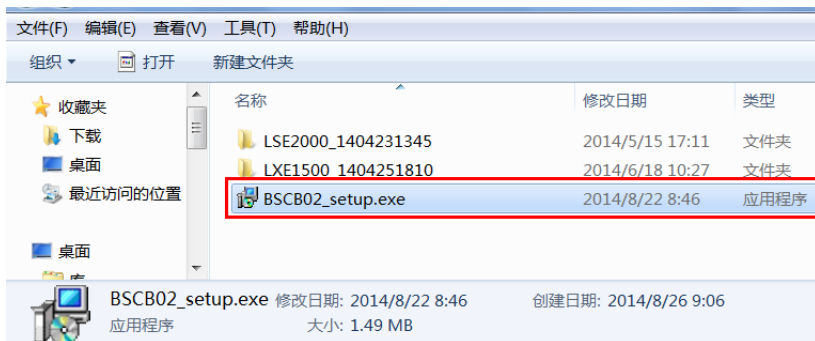 文件(F) 编辑(E) 查看(V) 工具(T) 帮助(H)
组织 打开 新建文件夹
收藏夹
下载
桌面
最近访问的位置
桌面
库
名称 修改日期 类型
LSE2000_1404231345 2014/5/15 17:11 文件夹
LXE1500_1404251810 2014/6/18 10:27 文件夹
BSCB02_setup.exe 2014/8/22 8:46 应用程序
BSCB02_setup.exe 修改日期: 2014/8/22 8:46 创建日期: 2014/8/26 9:06
应用程序 大小: 1.49 MB